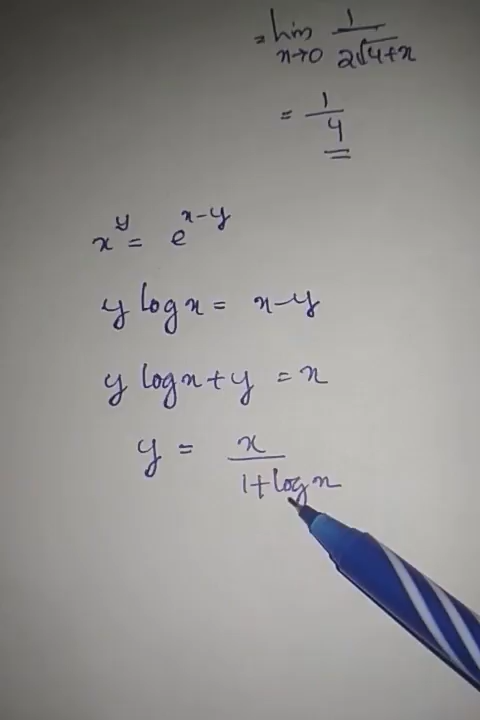 = lim x→0 1/(2√(4+x))
= 1/4
x^y = e^(x-y)
y log x = x-y
y log x + y = x
y = x/(1+log x)